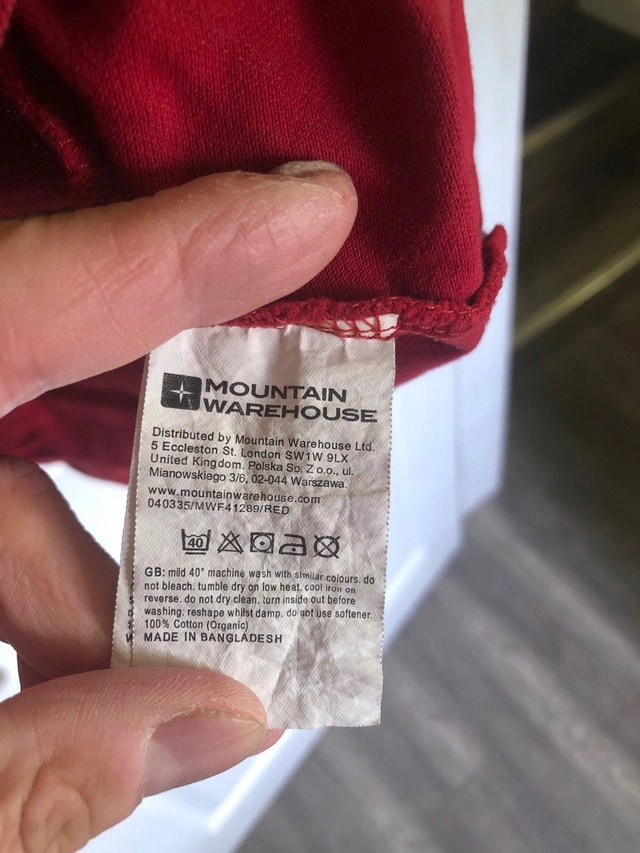 MOUNTAIN
WAREHOUSE
Distributed by Mountain Warehouse Ltd.
5 Eccleston St. London SW1W 9LX
United Kingdom. Polska Sp. Z o.o., ul.
Mianowskiego 3/6, 02-044 Warszawa.
www.mountainwarehouse.com
040335/MWF41289/RED
40
GB: mild 40° machine wash with similar colours. do
not bleach. tumble dry on low heat. cool iron on
reverse. do not dry clean. turn inside out before
washing. reshape whilst damp. do not use softener.
100% Cotton (Organic)
MADE IN BANGLADESH